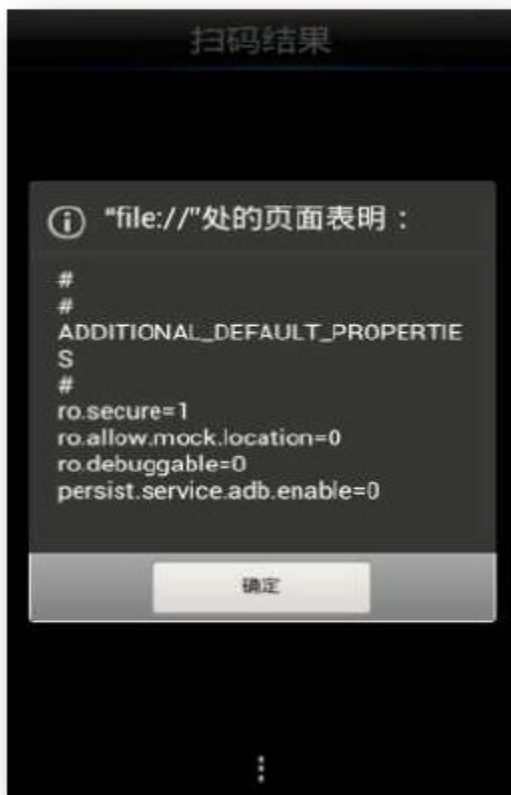 扫码结果
"file://"处的页面表明：
#
#
ADDITIONAL_DEFAULT_PROPERTIE
S
#
ro.secure=1
ro.allow.mock.location=0
ro.debuggable=0
persist.service.adb.enable=0
确定